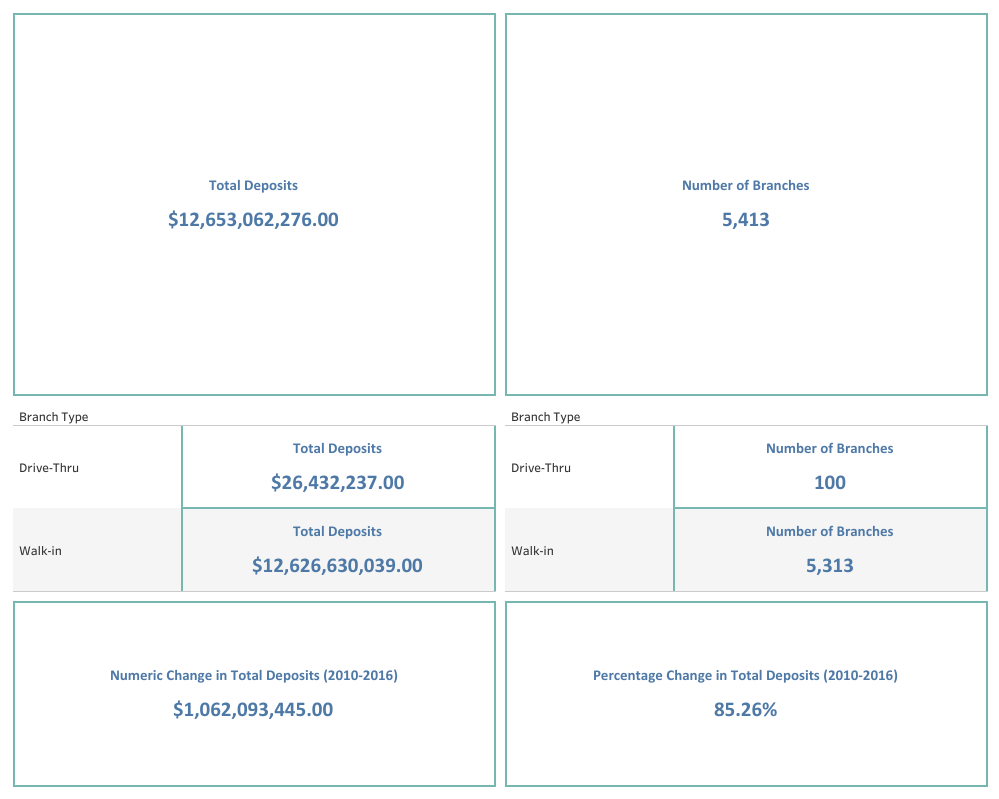 Total Deposits
$12,653,062,276.00
Number of Branches
5,413
Branch Type
Drive-Thru
Total Deposits
$26,432,237.00
Walk-in
Total Deposits
$12,626,630,039.00
Branch Type
Drive-Thru
Number of Branches
100
Walk-in
Number of Branches
5,313
Numeric Change in Total Deposits (2010-2016)
$1,062,093,445.00
Percentage Change in Total Deposits (2010-2016)
85.26%